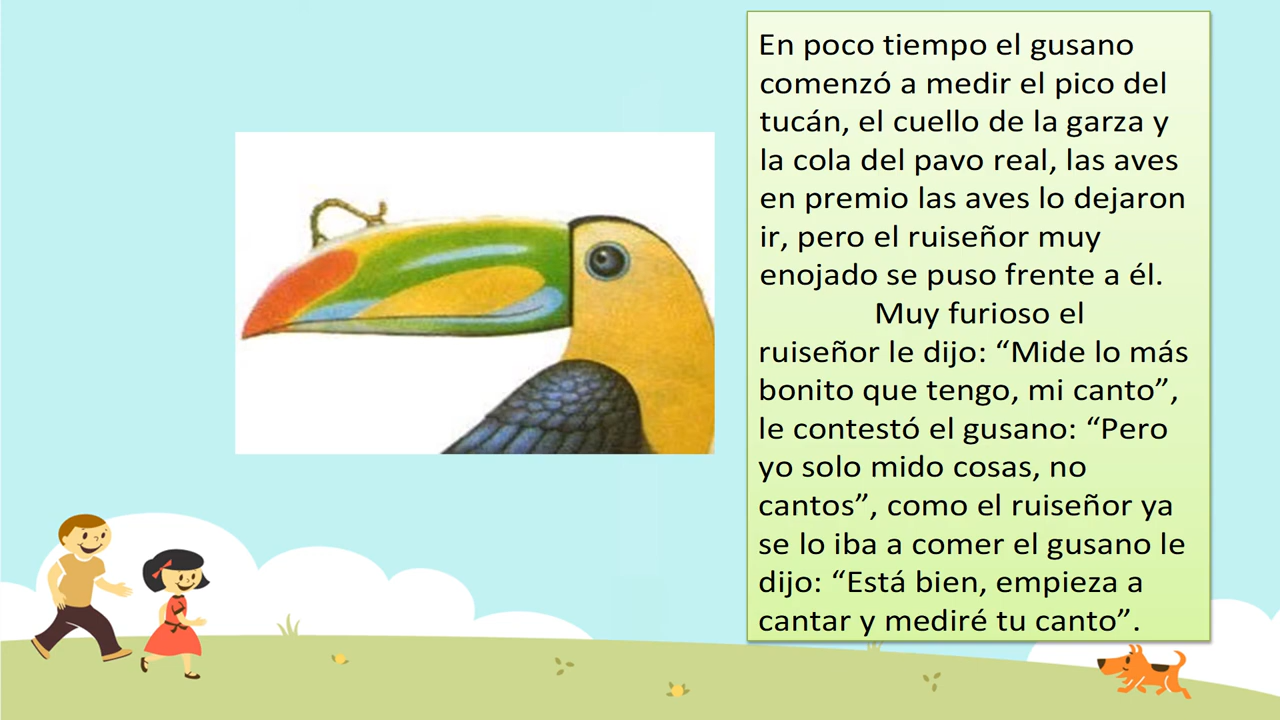 En poco tiempo el gusano
comenzó a medir el pico del
tucán, el cuello de la garza y
la cola del pavo real, las aves
en premio las aves lo dejaron
ir, pero el ruiseñor muy
enojado se puso frente a él.
Muy furioso el
ruiseñor le dijo: “Mide lo más
bonito que tengo, mi canto”,
le contestó el gusano: “Pero
yo solo mido cosas, no
cantos”, como el ruiseñor ya
se lo iba a comer el gusano le
dijo: “Está bien, empieza a
cantar y mediré tu canto”.